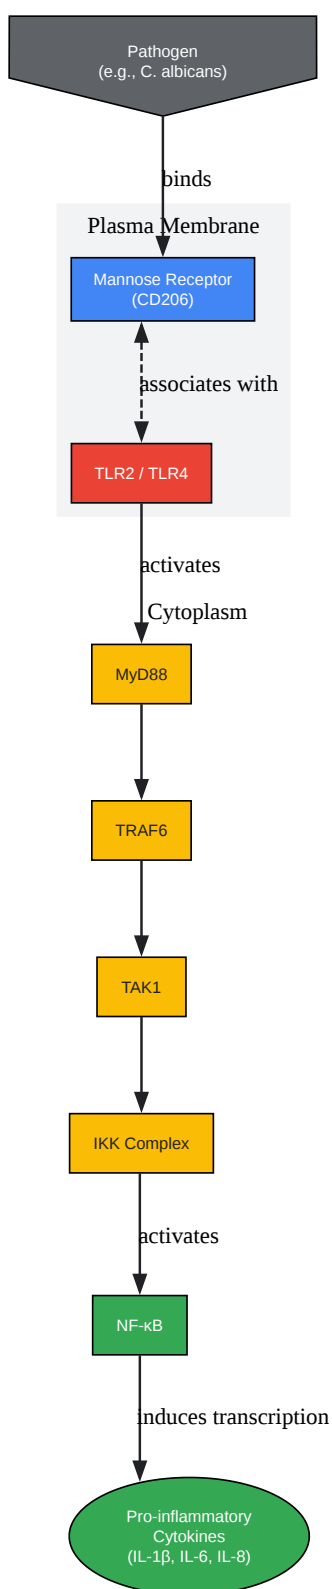 Pathogen
(e.g., C. albicans)
binds
Plasma Membrane
Mannose Receptor
(CD206)
associates with
TLR2 / TLR4
activates
Cytoplasm
MyD88
TRAF6
TAK1
IKK Complex
activates
NF-κB
induces transcription
Pro-inflammatory
Cytokines
(IL-1β, IL-6, IL-8)